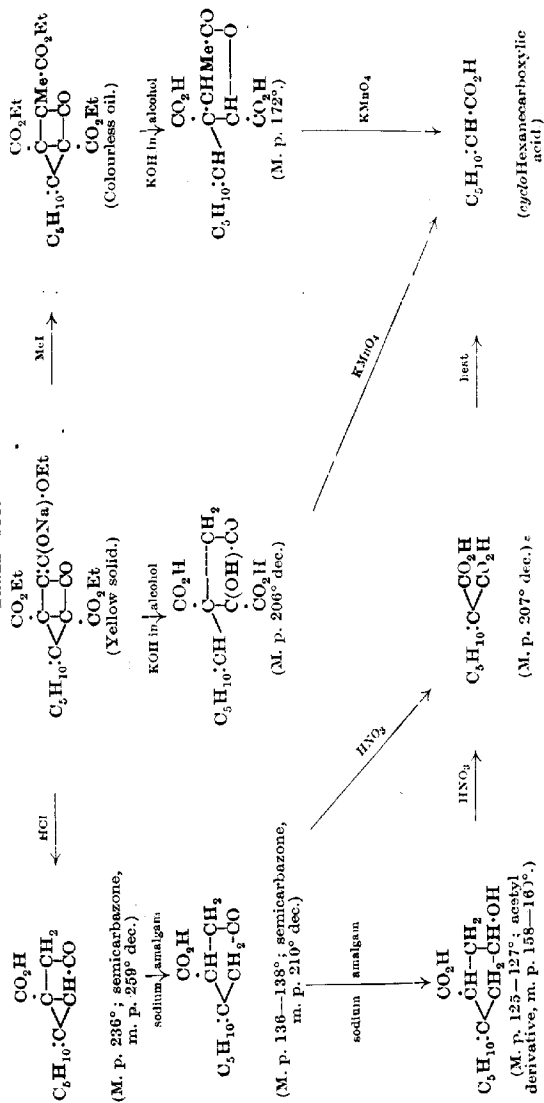 CO₂H
C—CH₂
C₅H₁₀:C<
CH·CO
(M. p. 236°; semicarbazone,
m. p. 259° dec.)
HCl
CO₂Et
C—C:C(ONa)·OEt
C₅H₁₀:C<
C—CO
CO₂Et
(Yellow solid.)
MeI
CO₂Et
C—CMe·CO₂Et
C₅H₁₀:C<
C—CO
CO₂Et
(Colourless oil.)
sodium amalgam
KOH in alcohol
KOH in alcohol
CO₂H
CH—CH₂
C₅H₁₀:C<
CH₂-CO
(M. p. 136—138°; semicarbazone,
m. p. 210° dec.)
CO₂H
C———CH₂
C₅H₁₀:CH—
C(OH)·CO
CO₂H
(M. p. 206° dec.)
CO₂H
C·CHMe·CO
C₅H₁₀:CH
CH———O
CO₂H
(M. p. 172°.)
sodium amalgam
HNO₃
KMnO₄
KMnO₄
CO₂H
CH—CH₂
C₅H₁₀:C<
CH₂-CH·OH
(M. p. 125—127°; acetyl
derivative, m. p. 158—160°.)
HNO₃
CO₂H
C₅H₁₀:C<
CO₂H
(M. p. 207° dec.)
heat
C₅H₁₀:CH·CO₂H
(cycloHexanecarboxylic
acid.)